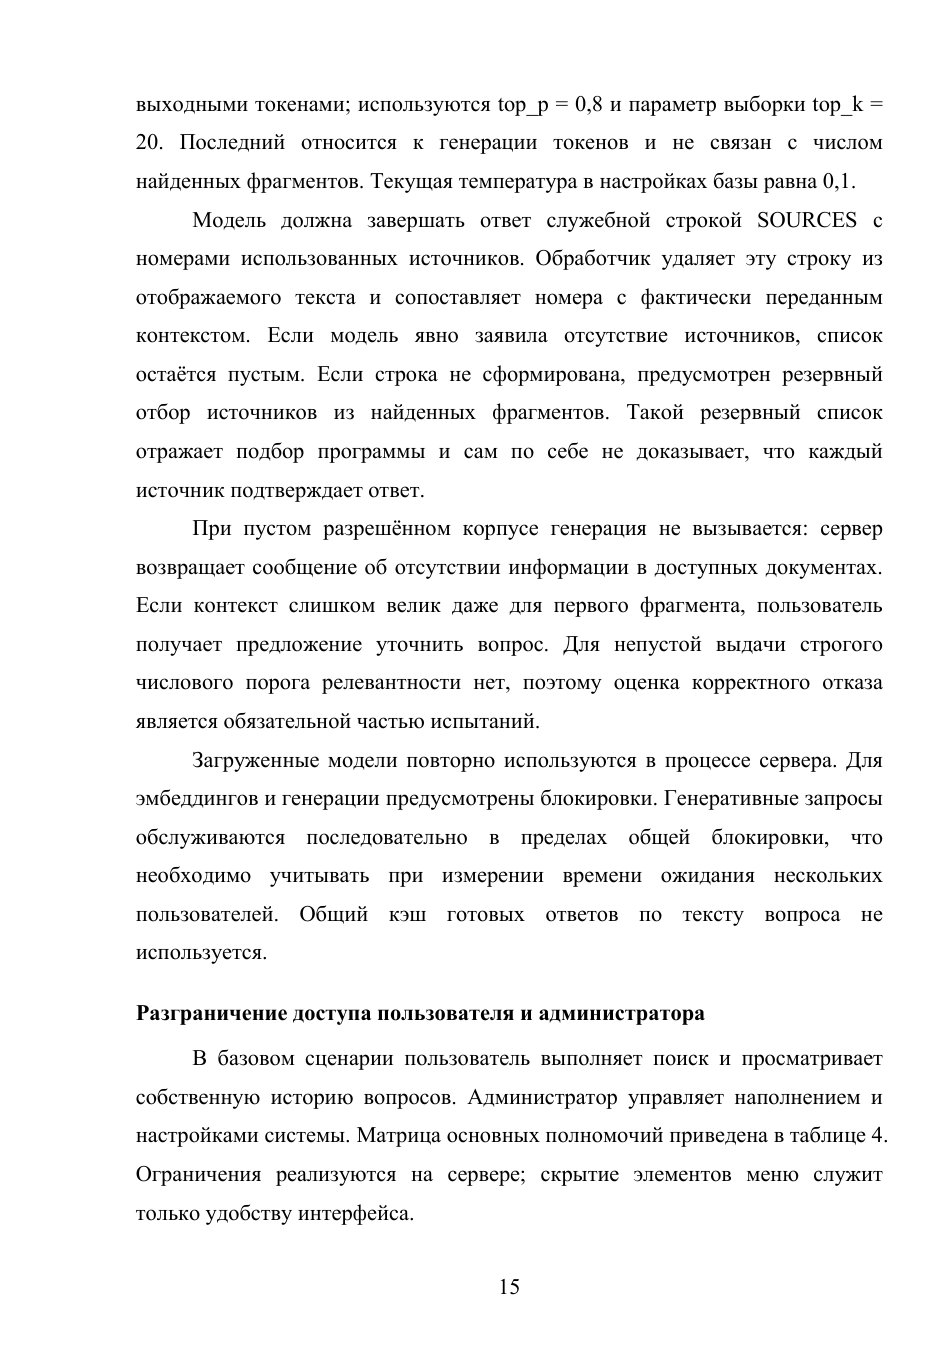 выходными токенами; используются top_p = 0,8 и параметр выборки top_k =
20. Последний относится к генерации токенов и не связан с числом
найденных фрагментов. Текущая температура в настройках базы равна 0,1.
Модель должна завершать ответ служебной строкой SOURCES с
номерами использованных источников. Обработчик удаляет эту строку из
отображаемого текста и сопоставляет номера с фактически переданным
контекстом. Если модель явно заявила отсутствие источников, список
остаётся пустым. Если строка не сформирована, предусмотрен резервный
отбор источников из найденных фрагментов. Такой резервный список
отражает подбор программы и сам по себе не доказывает, что каждый
источник подтверждает ответ.
При пустом разрешённом корпусе генерация не вызывается: сервер
возвращает сообщение об отсутствии информации в доступных документах.
Если контекст слишком велик даже для первого фрагмента, пользователь
получает предложение уточнить вопрос. Для непустой выдачи строгого
числового порога релевантности нет, поэтому оценка корректного отказа
является обязательной частью испытаний.
Загруженные модели повторно используются в процессе сервера. Для
эмбеддингов и генерации предусмотрены блокировки. Генеративные запросы
обслуживаются последовательно в пределах общей блокировки, что
необходимо учитывать при измерении времени ожидания нескольких
пользователей. Общий кэш готовых ответов по тексту вопроса не
используется.
Разграничение доступа пользователя и администратора
В базовом сценарии пользователь выполняет поиск и просматривает
собственную историю вопросов. Администратор управляет наполнением и
настройками системы. Матрица основных полномочий приведена в таблице 4.
Ограничения реализуются на сервере; скрытие элементов меню служит
только удобству интерфейса.
15